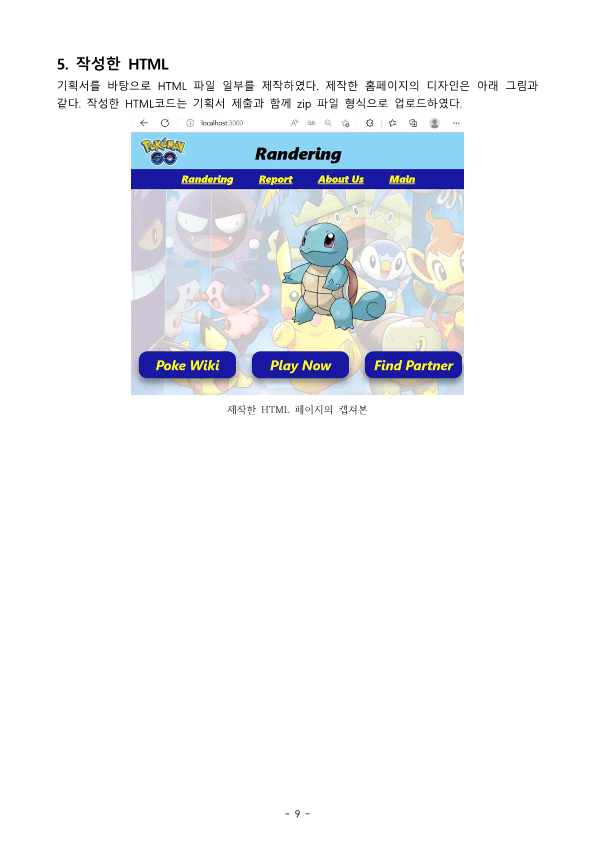 5. 작성한 HTML
기획서를 바탕으로 HTML 파일 일부를 제작하였다. 제작한 홈페이지의 디자인은 아래 그림과
같다. 작성한 HTML코드는 기획서 제출과 함께 zip 파일 형식으로 업로드하였다.
localhost:3000
Pokémon GO
Randering
Randering Report About Us Main
Poke Wiki Play Now Find Partner
제작한 HTML 페이지의 캡쳐본
- 9 -